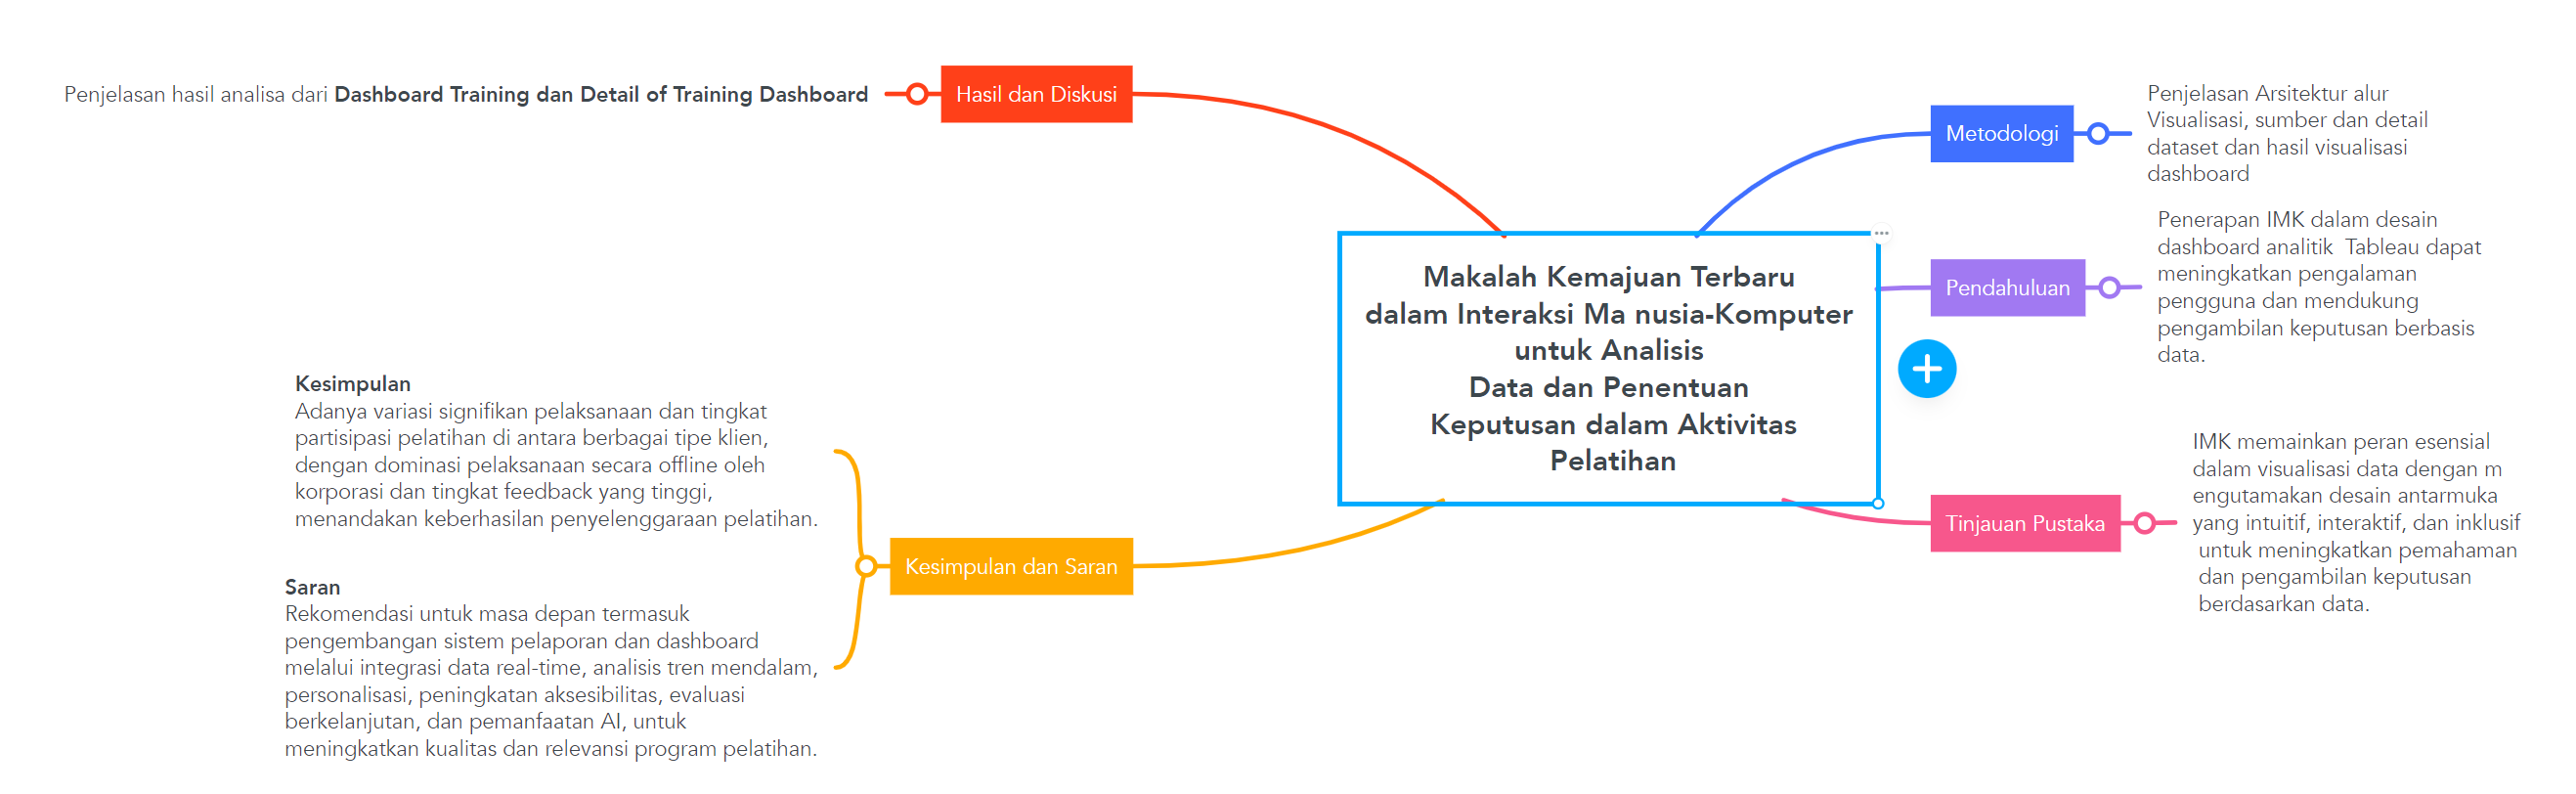 Makalah Kemajuan Terbaru
dalam Interaksi Ma nusia-Komputer
untuk Analisis
Data dan Penentuan
Keputusan dalam Aktivitas
Pelatihan
Hasil dan Diskusi
Penjelasan hasil analisa dari Dashboard Training dan Detail of Training Dashboard
Metodologi
Penjelasan Arsitektur alur
Visualisasi, sumber dan detail
dataset dan hasil visualisasi
dashboard
Pendahuluan
Penerapan IMK dalam desain
dashboard analitik  Tableau dapat
meningkatkan pengalaman
pengguna dan mendukung
pengambilan keputusan berbasis
data.
Tinjauan Pustaka
IMK memainkan peran esensial
dalam visualisasi data dengan m
engutamakan desain antarmuka
yang intuitif, interaktif, dan inklusif
untuk meningkatkan pemahaman
dan pengambilan keputusan
berdasarkan data.
Kesimpulan dan Saran
Kesimpulan
Adanya variasi signifikan pelaksanaan dan tingkat
partisipasi pelatihan di antara berbagai tipe klien,
dengan dominasi pelaksanaan secara offline oleh
korporasi dan tingkat feedback yang tinggi,
menandakan keberhasilan penyelenggaraan pelatihan.
Saran
Rekomendasi untuk masa depan termasuk
pengembangan sistem pelaporan dan dashboard
melalui integrasi data real-time, analisis tren mendalam,
personalisasi, peningkatan aksesibilitas, evaluasi
berkelanjutan, dan pemanfaatan AI, untuk
meningkatkan kualitas dan relevansi program pelatihan.